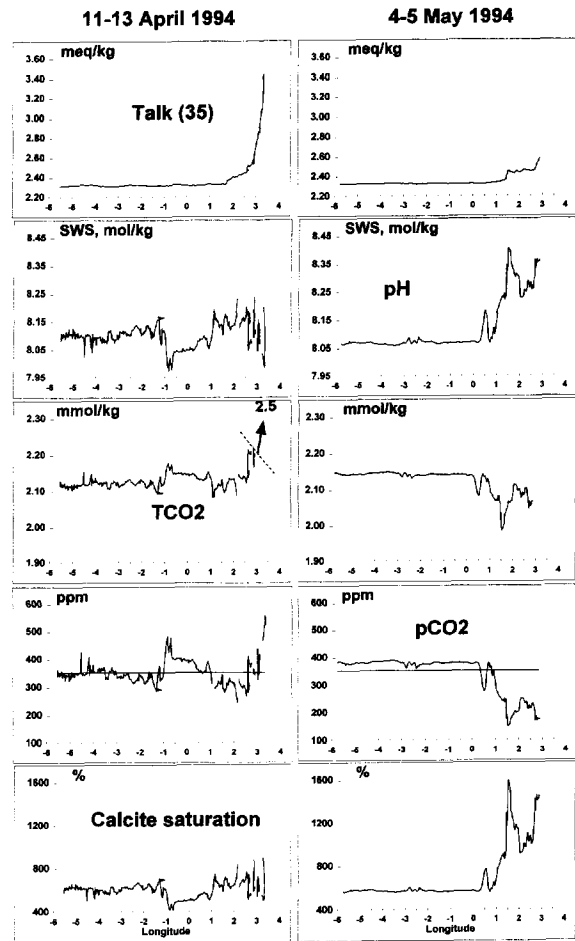 11-13 April 1994
4-5 May 1994
meq/kg
3.60
3.40
3.20
3.00
2.80
2.60
2.40
2.20
Talk (35)
-6 -5 -4 -3 -2 -1 0 1 2 3 4
meq/kg
3.60
3.40
3.20
3.00
2.80
2.60
2.40
2.20
-6 -5 -4 -3 -2 -1 0 1 2 3 4
SWS, mol/kg
8.45
8.35
8.25
8.15
8.05
7.95
-6 -5 -4 -3 -2 -1 0 1 2 3 4
SWS, mol/kg
8.45
8.35
8.25
8.15
8.05
7.95
pH
-6 -5 -4 -3 -2 -1 0 1 2 3 4
mmol/kg
2.30
2.20
2.10
2.00
1.90
2.5
TCO2
-6 -5 -4 -3 -2 -1 0 1 2 3 4
mmol/kg
2.30
2.20
2.10
2.00
1.90
-6 -5 -4 -3 -2 -1 0 1 2 3 4
ppm
600
500
400
300
200
100
-6 -5 -4 -3 -2 -1 0 1 2 3 4
ppm
600
500
400
300
200
100
pCO2
-6 -5 -4 -3 -2 -1 0 1 2 3 4
%
1600
1200
800
400
Calcite saturation
-6 -5 -4 -3 -2 -1 0 1 2 3 4
Longitude
%
1600
1200
800
400
-6 -5 -4 -3 -2 -1 0 1 2 3 4
Longitude